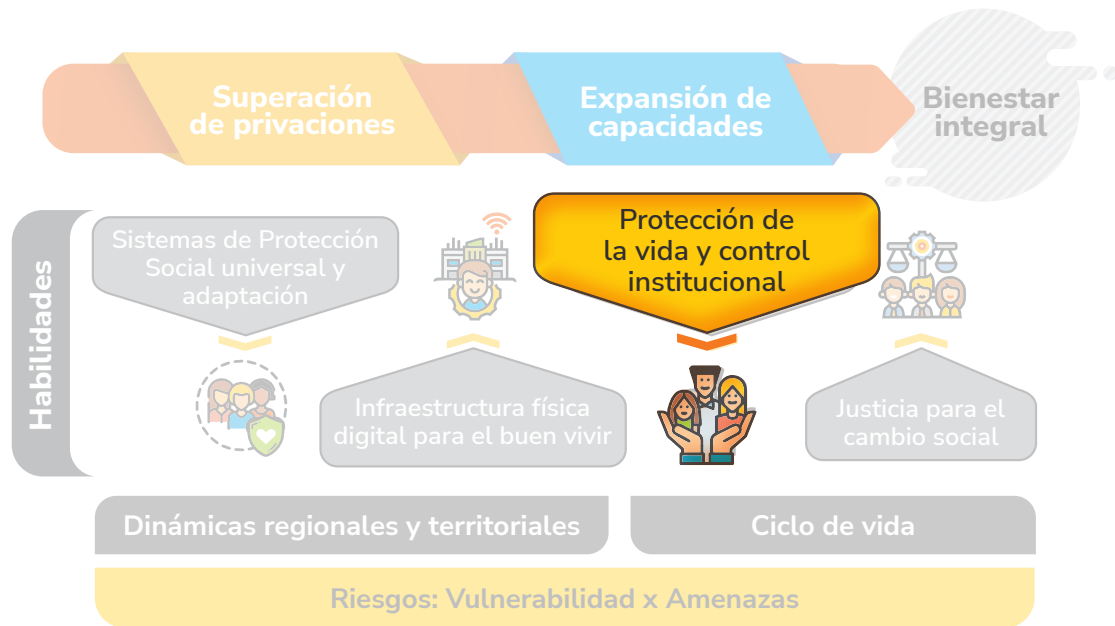 Superación
de privaciones
Expansión de
capacidades
Bienestar
integral
Habilidades
Sistemas de Protección
Social universal y
adaptación
Infraestructura física
digital para el buen vivir
Protección de
la vida y control
institucional
Justicia para el
cambio social
Dinámicas regionales y territoriales
Ciclo de vida
Riesgos: Vulnerabilidad x Amenazas